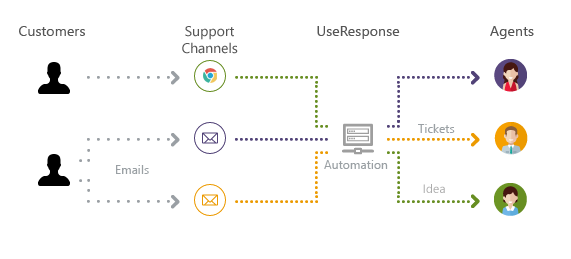 Customers
Support
Channels
UseResponse
Agents
Tickets
Emails
Automation
Idea